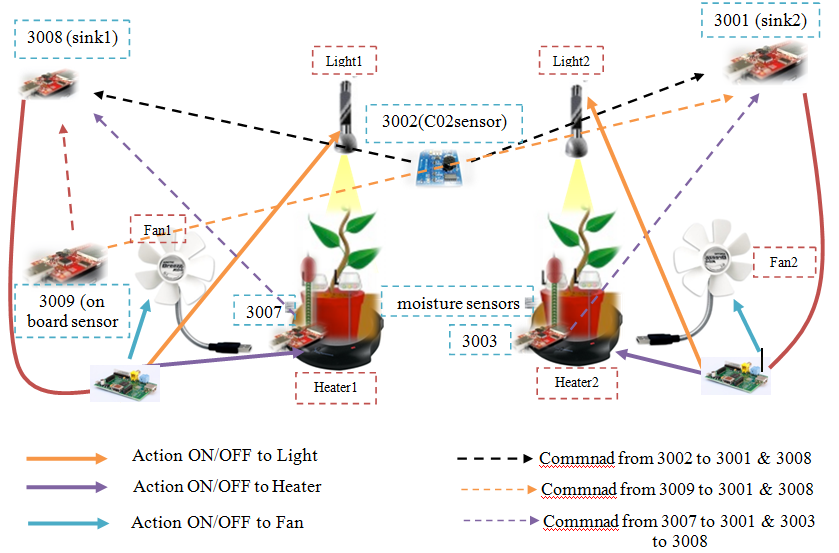 3008 (sink1)
3001 (sink2)
Light1
Light2
3002(C02sensor)
Fan1
Fan2
3009 (on
board sensor
3007
moisture sensors
3003
Heater1
Heater2
Action ON/OFF to Light
Action ON/OFF to Heater
Action ON/OFF to Fan
Commnad from 3002 to 3001 & 3008
Commnad from 3009 to 3001 & 3008
Commnad from 3007 to 3001 & 3003
to 3008